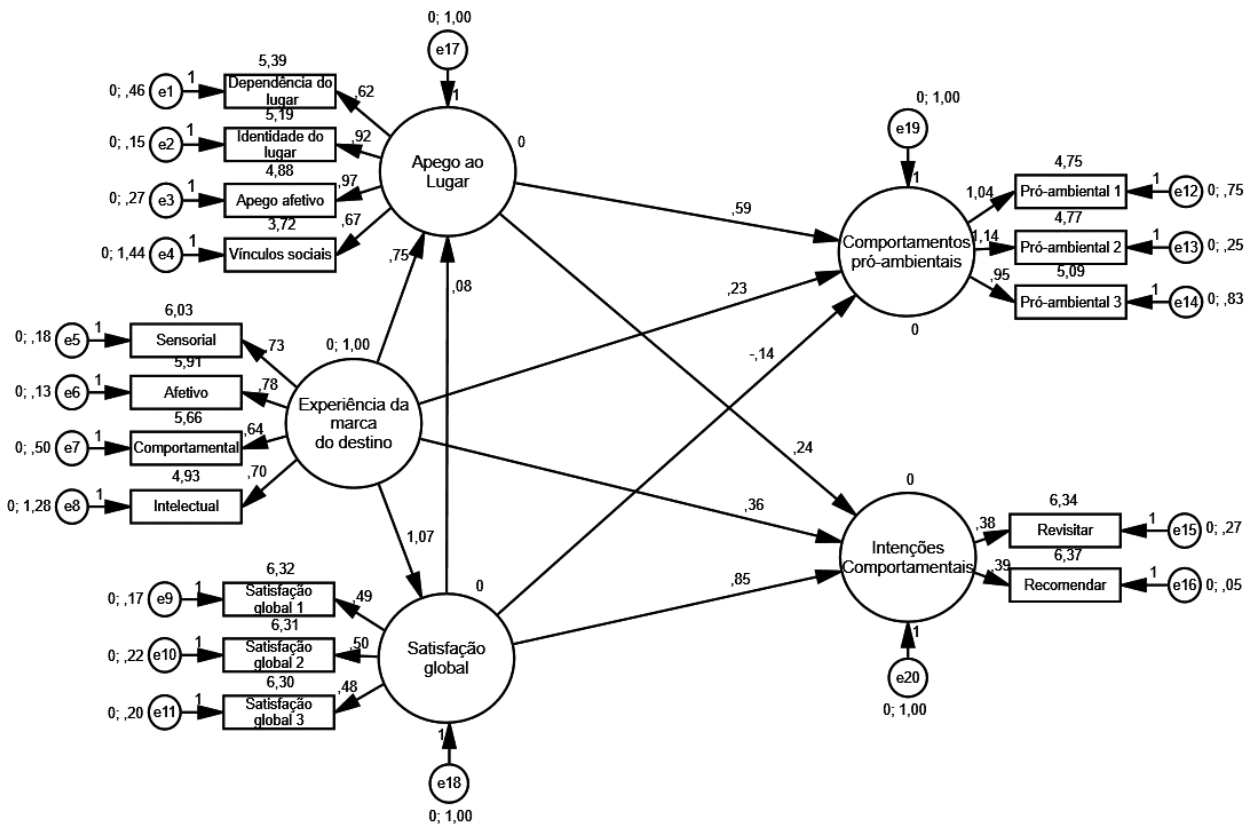 0; 1,00
e17
1
5,39
0; ,46
e1
1
Dependência do
lugar
,62
5,19
0; ,15
e2
1
Identidade do
lugar
,92
4,88
0; ,27
e3
1
Apego afetivo
,97
3,72
0; 1,44
e4
1
Vínculos sociais
,67
Apego ao
Lugar
0
,75
,08
6,03
0; ,18
e5
1
Sensorial
,73
5,91
0; ,13
e6
1
Afetivo
,78
5,66
0; ,50
e7
1
Comportamental
,64
4,93
0; 1,28
e8
1
Intelectual
,70
0; 1,00
Experiência da
marca
do destino
1,07
6,32
0; ,17
e9
1
Satisfação
global 1
,49
6,31
0; ,22
e10
1
Satisfação
global 2
,50
6,30
0; ,20
e11
1
Satisfação
global 3
,48
0
Satisfação
global
1
e18
0; 1,00
,59
,23
-,14
,24
,36
,85
0; 1,00
e19
1
Comportamentos
pró-ambientais
0
4,75
1,04
Pró-ambiental 1
1
e12
0; ,75
4,77
1,14
Pró-ambiental 2
1
e13
0; ,25
5,09
,95
Pró-ambiental 3
1
e14
0; ,83
0
Intenções
Comportamentais
6,34
,38
Revisitar
1
e15
0; ,27
6,37
,39
Recomendar
1
e16
0; ,05
1
e20
0; 1,00